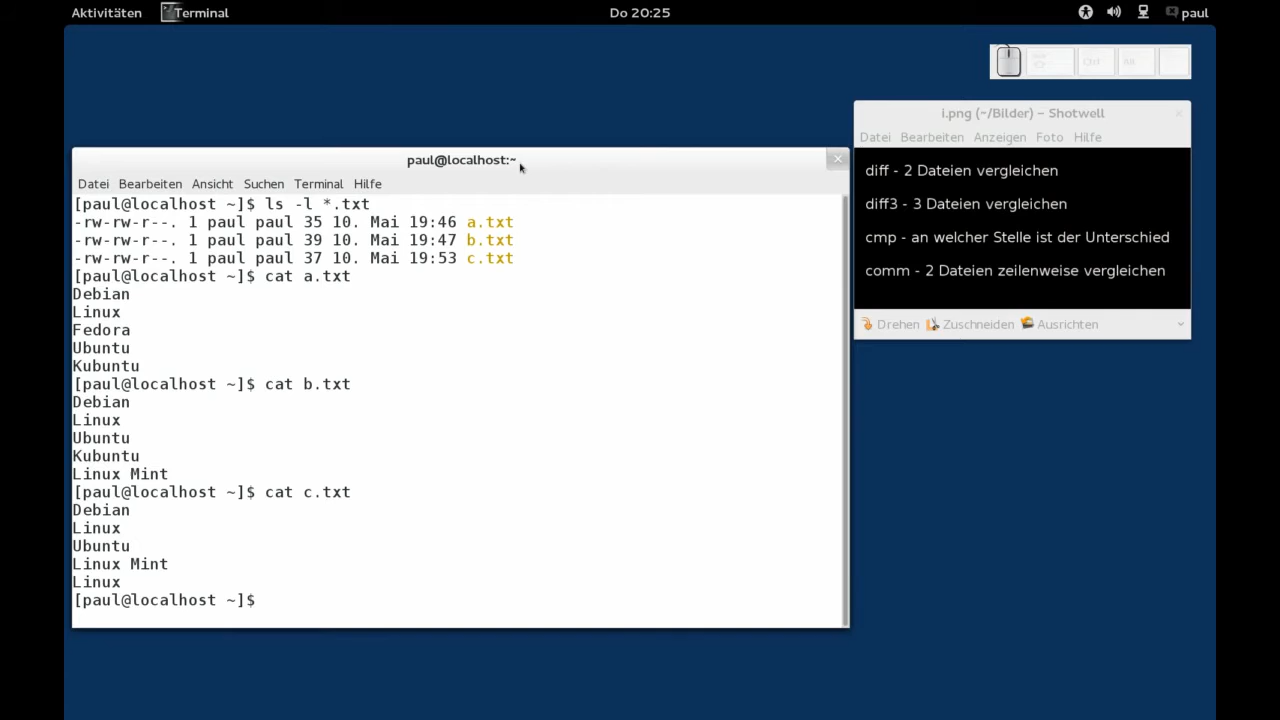 Aktivitäten Terminal Do 20:25 paul
Ctrl Alt
i.png (~/Bilder) – Shotwell
Datei Bearbeiten Anzeigen Foto Hilfe
diff - 2 Dateien vergleichen
diff3 - 3 Dateien vergleichen
cmp - an welcher Stelle ist der Unterschied
comm - 2 Dateien zeilenweise vergleichen
Drehen Zuschneiden Ausrichten
paul@localhost:~
Datei Bearbeiten Ansicht Suchen Terminal Hilfe
[paul@localhost ~]$ ls -l *.txt
-rw-rw-r--. 1 paul paul 35 10. Mai 19:46 a.txt
-rw-rw-r--. 1 paul paul 39 10. Mai 19:47 b.txt
-rw-rw-r--. 1 paul paul 37 10. Mai 19:53 c.txt
[paul@localhost ~]$ cat a.txt
Debian
Linux
Fedora
Ubuntu
Kubuntu
[paul@localhost ~]$ cat b.txt
Debian
Linux
Ubuntu
Kubuntu
Linux Mint
[paul@localhost ~]$ cat c.txt
Debian
Linux
Ubuntu
Linux Mint
Linux
[paul@localhost ~]$